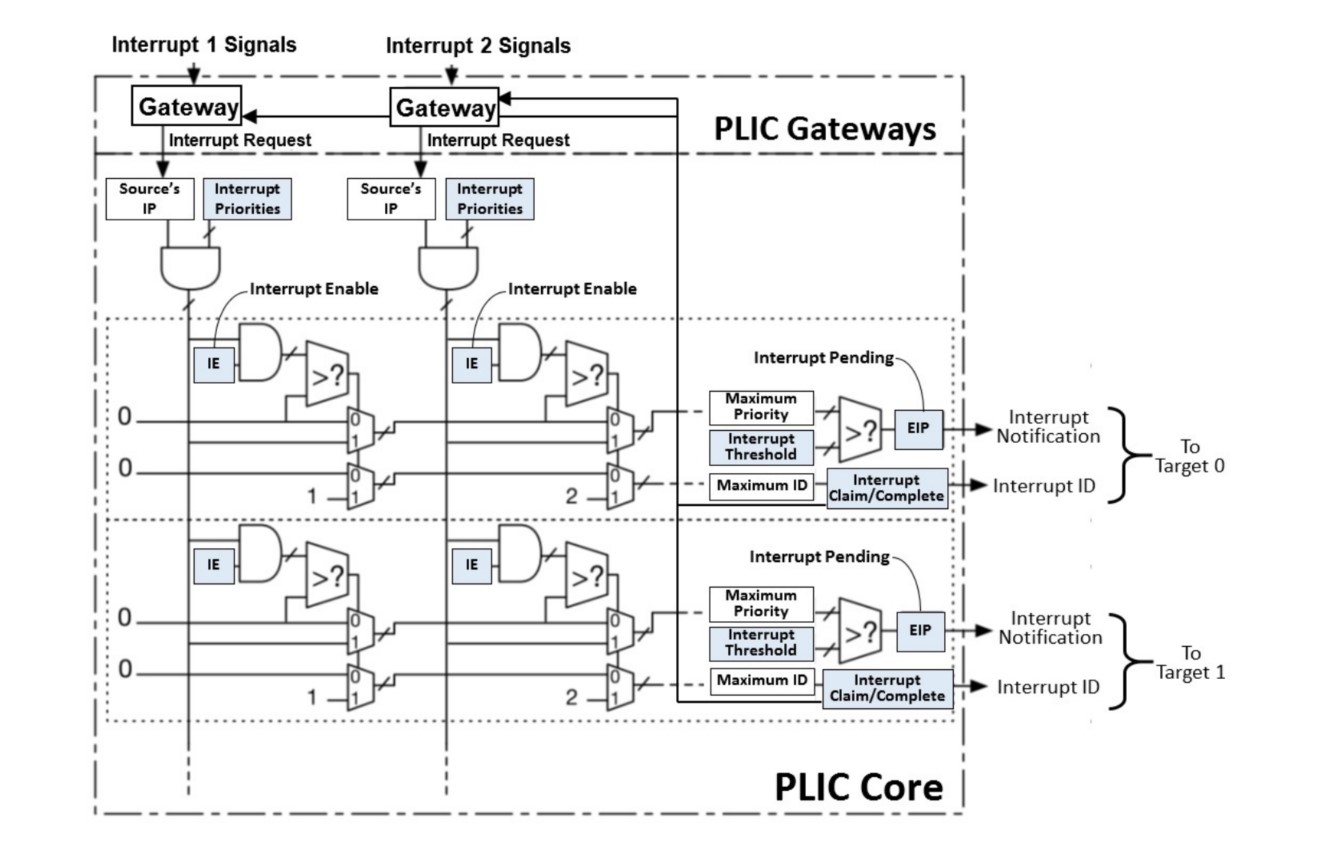 Interrupt 1 Signals
Interrupt 2 Signals
Gateway
Gateway
PLIC Gateways
Interrupt Request
Interrupt Request
Source's
IP
Interrupt
Priorities
Source's
IP
Interrupt
Priorities
Interrupt Enable
Interrupt Enable
IE
>?
IE
>?
Interrupt Pending
0
0
1
0
1
Maximum
Priority
Interrupt
Threshold
>?
EIP
Interrupt
Notification
0
0
1
1
0
1
2
Maximum ID
Interrupt
Claim/Complete
Interrupt ID
To
Target 0
IE
>?
IE
>?
Interrupt Pending
0
0
1
0
1
Maximum
Priority
Interrupt
Threshold
>?
EIP
Interrupt
Notification
0
0
1
1
0
1
2
Maximum ID
Interrupt
Claim/Complete
Interrupt ID
To
Target 1
PLIC Core